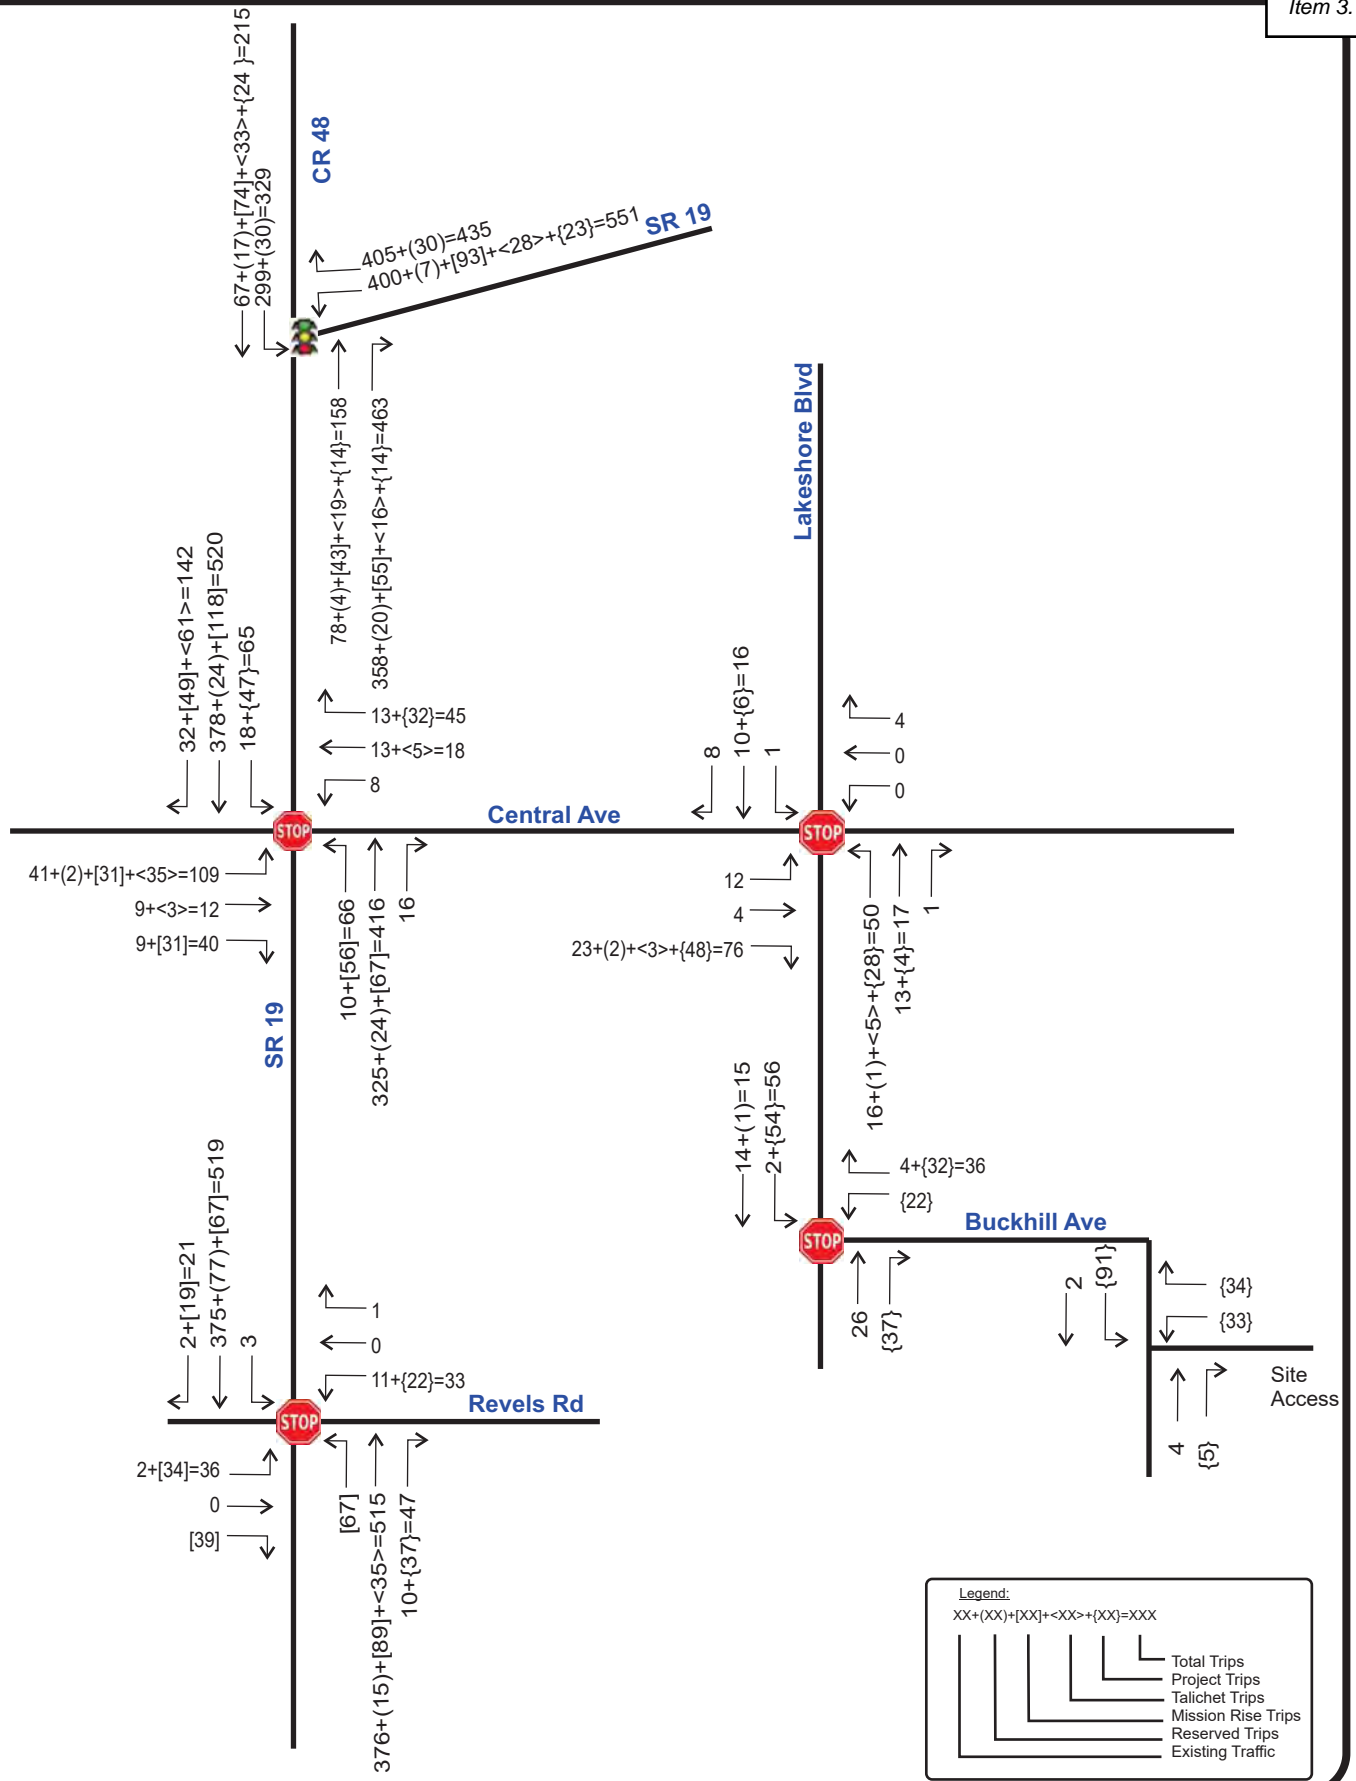 Item 3.
67+(17)+[74]+<33>+{24 }=215
299+(30)=329
CR 48
405+(30)=435
400+(7)+[93]+<28>+{23}=551
SR 19
78+(4)+[43]+<19>+{14}=158
358+(20)+[55]+<16>+{14}=463
Lakeshore Blvd
32+[49]+<61>=142
378+(24)+[118]=520
18+{47}=65
13+{32}=45
13+<5>=18
8
8
10+{6}=16
1
4
0
0
Central Ave
STOP
STOP
41+(2)+[31]+<35>=109
9+<3>=12
9+[31]=40
10+[56]=66
325+(24)+[67]=416
16
12
4
23+(2)+<3>+{48}=76
16+(1)+<5>+{28}=50
13+{4}=17
1
SR 19
14+(1)=15
2+{54}=56
4+{32}=36
{22}
Buckhill Ave
STOP
26
{37}
2
{91}
{34}
{33}
Site
Access
4
{5}
2+[19]=21
375+(77)+[67]=519
3
1
0
11+{22}=33
Revels Rd
STOP
2+[34]=36
0
[39]
[67]
376+(15)+[89]+<35>=515
10+{37}=47
Legend:
XX+(XX)+[XX]+<XX>+{XX}=XXX
Total Trips
Project Trips
Talichet Trips
Mission Rise Trips
Reserved Trips
Existing Traffic